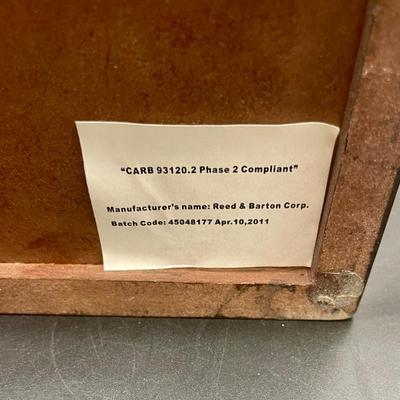 "CARB 93120.2 Phase 2 Compliant"
Manufacturer's name: Reed & Barton Corp.
Batch Code: 45048177 Apr.10,2011